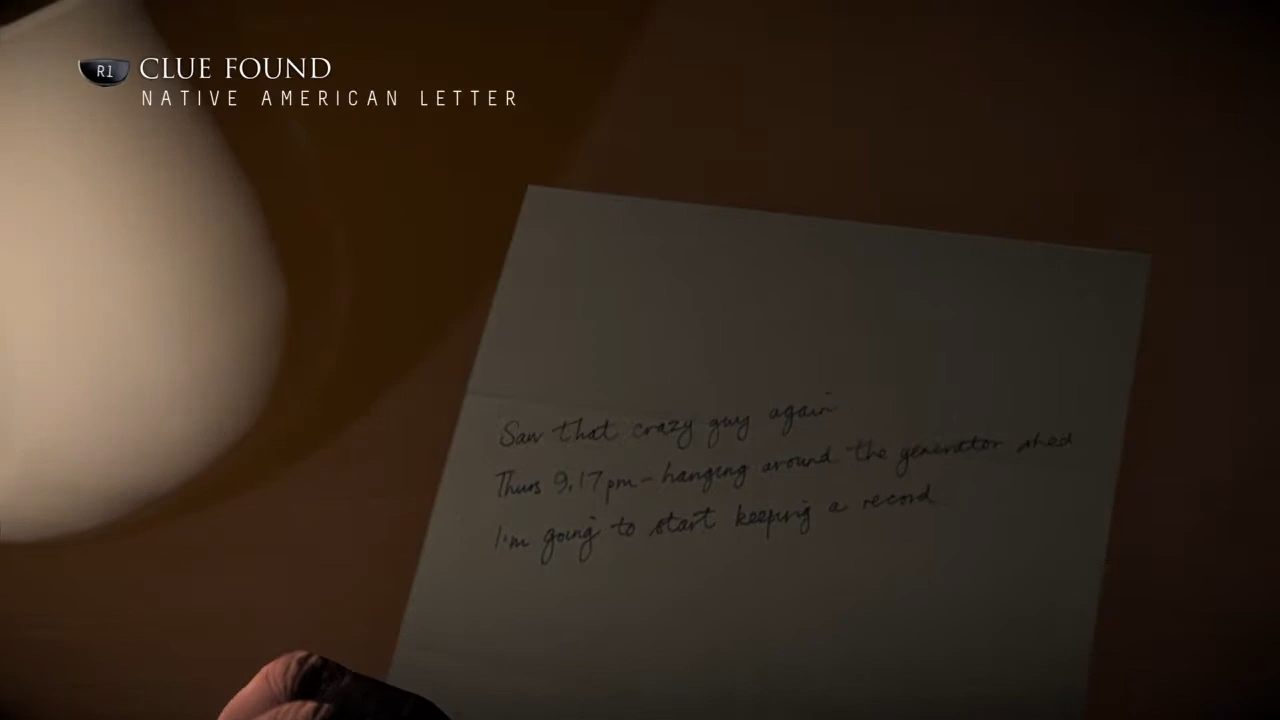 R1 CLUE FOUND
NATIVE AMERICAN LETTER
Saw that crazy guy again
Thurs 9.17pm - hanging around the generator shed
I'm going to start keeping a record